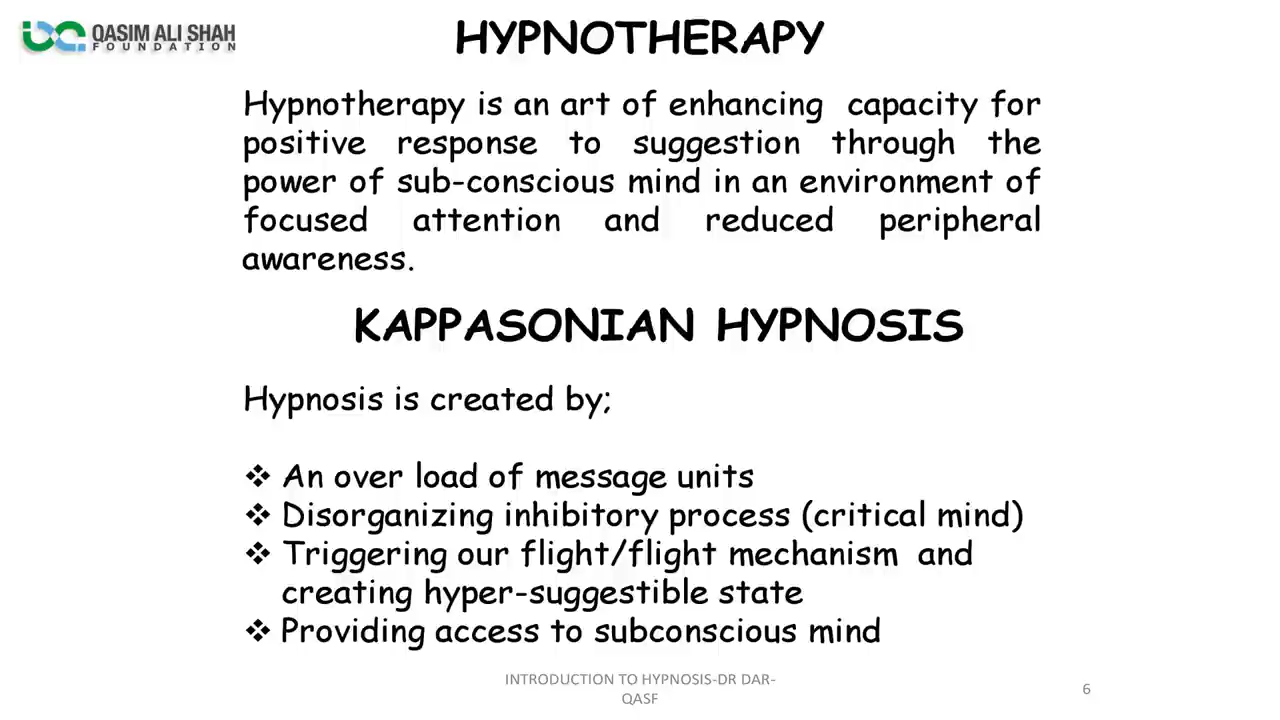 QASIM ALI SHAH
FOUNDATION
HYPNOTHERAPY
Hypnotherapy is an art of enhancing capacity for
positive response to suggestion through the
power of sub-conscious mind in an environment of
focused attention and reduced peripheral
awareness.
KAPPASONIAN HYPNOSIS
Hypnosis is created by;
❖ An over load of message units
❖ Disorganizing inhibitory process (critical mind)
❖ Triggering our flight/flight mechanism and
creating hyper-suggestible state
❖ Providing access to subconscious mind
INTRODUCTION TO HYPNOSIS-DR DAR-
QASF
6